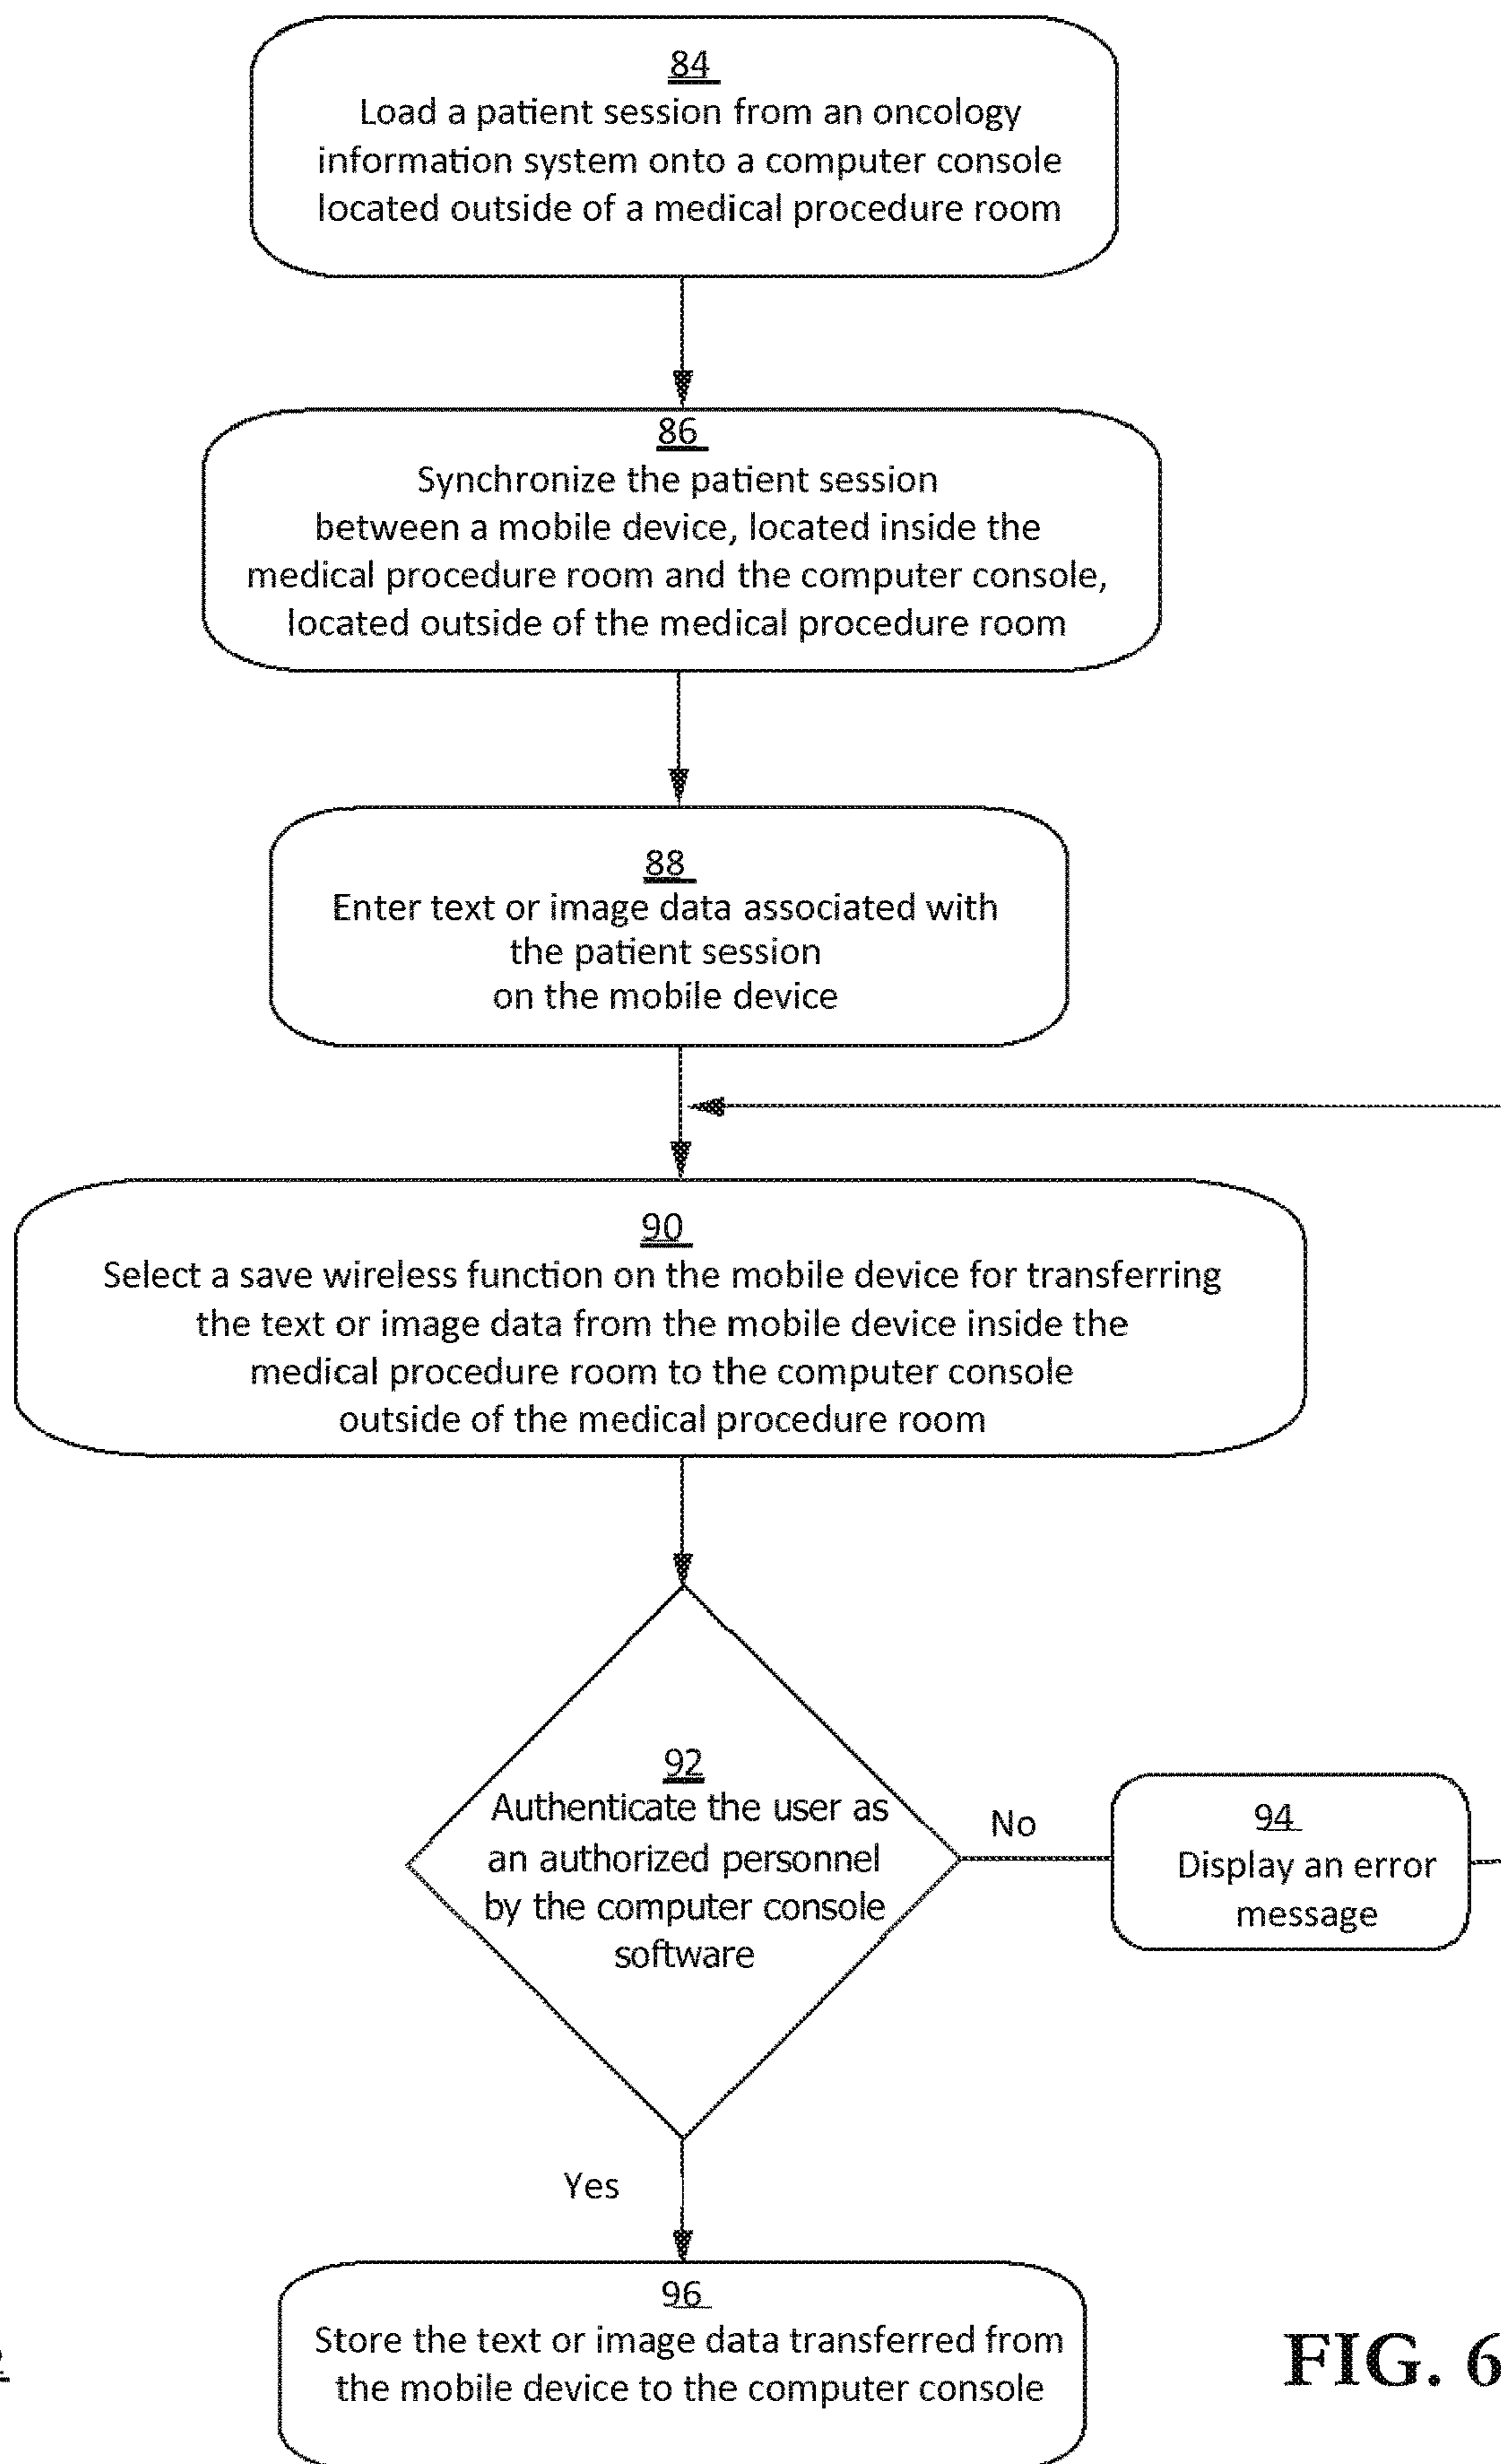 84
Load a patient session from an oncology
information system onto a computer console
located outside of a medical procedure room
86
Synchronize the patient session
between a mobile device, located inside the
medical procedure room and the computer console,
located outside of the medical procedure room
88
Enter text or image data associated with
the patient session
on the mobile device
90
Select a save wireless function on the mobile device for transferring
the text or image data from the mobile device inside the
medical procedure room to the computer console
outside of the medical procedure room
92
Authenticate the user as
an authorized personnel
by the computer console
software
No
94
Display an error
message
Yes
96
Store the text or image data transferred from
the mobile device to the computer console
FIG. 6